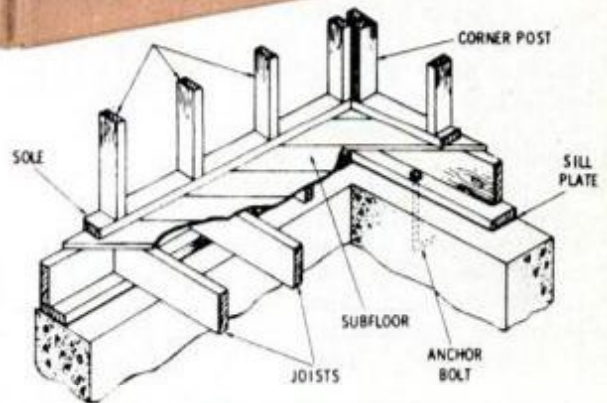 CORNER POST
SOLE
SILL
PLATE
SUBFLOOR
ANCHOR
BOLT
JOISTS